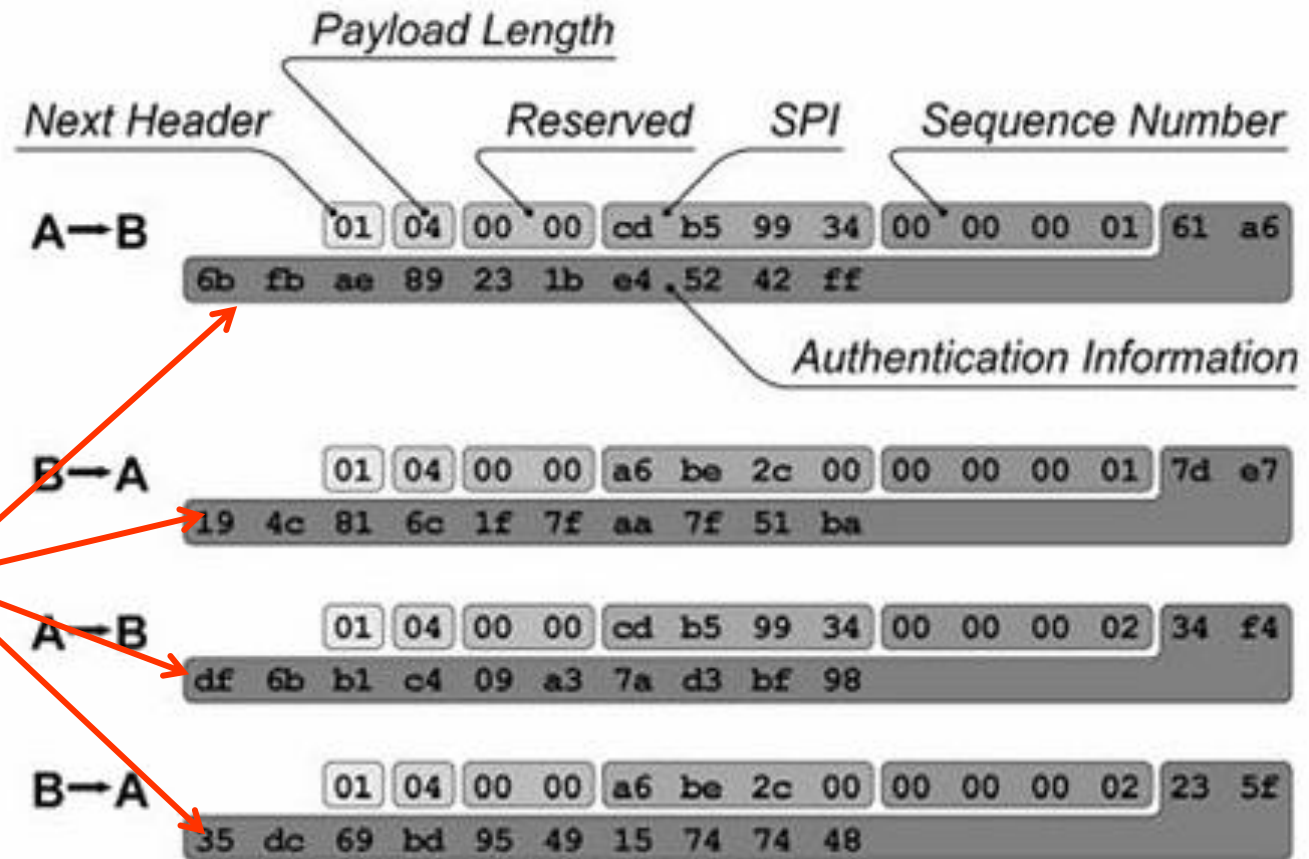 Payload Length
Next Header Reserved SPI Sequence Number
A→B 01 04 00 00 cd b5 99 34 00 00 00 01 61 a6
6b fb ae 89 23 1b e4 52 42 ff
Authentication Information
B→A 01 04 00 00 a6 be 2c 00 00 00 00 01 7d e7
19 4c 81 6c 1f 7f aa 7f 51 ba
A→B 01 04 00 00 cd b5 99 34 00 00 00 02 34 f4
df 6b b1 c4 09 a3 7a d3 bf 98
B→A 01 04 00 00 a6 be 2c 00 00 00 00 02 23 5f
35 dc 69 bd 95 49 15 74 74 48